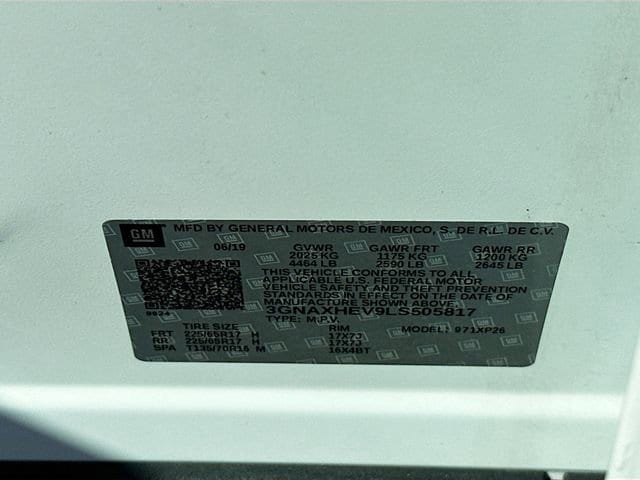 GM MFD BY GENERAL MOTORS DE MEXICO, S. DE R.L. DE C.V.
06/19 GVWR GAWR FRT GAWR RR
2025 KG 1175 KG 1200 KG
4464 LB 2590 LB 2645 LB
THIS VEHICLE CONFORMS TO ALL
APPLICABLE U.S. FEDERAL MOTOR
VEHICLE SAFETY AND THEFT PREVENTION
STANDARDS IN EFFECT ON THE DATE OF
MANUFACTURE SHOWN ABOVE.
3GNAXHEV9LS505817
TYPE: M.P.V. MODEL: 971XP26
TIRE SIZE RIM
FRT 225/65R17 H 17X7J
RR 225/65R17 H 17X7J
SPA T135/70R16 M 16X4BT